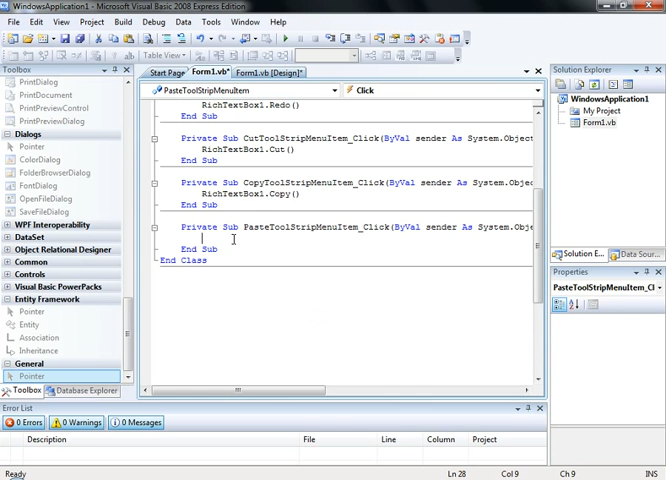 WindowsApplication1 - Microsoft Visual Basic 2008 Express Edition
File Edit View Project Build Debug Data Tools Window Help
Table View
Toolbox
PrintDialog
PrintDocument
PrintPreviewControl
PrintPreviewDialog
Dialogs
Pointer
ColorDialog
FolderBrowserDialog
FontDialog
OpenFileDialog
SaveFileDialog
WPF Interoperability
DataSet
Object Relational Designer
Common
Controls
Visual Basic PowerPacks
Entity Framework
Pointer
Entity
Association
Inheritance
General
Pointer
Toolbox Database Explorer
Start Page Form1.vb* Form1.vb [Design]*
PasteToolStripMenuItem Click
RichTextBox1.Redo()
End Sub
Private Sub CutToolStripMenuItem_Click(ByVal sender As System.Object
RichTextBox1.Cut()
End Sub
Private Sub CopyToolStripMenuItem_Click(ByVal sender As System.Objec
RichTextBox1.Copy()
End Sub
Private Sub PasteToolStripMenuItem_Click(ByVal sender As System.Obje
End Sub
End Class
Solution Explorer
WindowsApplication1
My Project
Form1.vb
Solution E... Data Sour...
Properties
PasteToolStripMenuItem_Cl
Error List
0 Errors 0 Warnings 0 Messages
Description File Line Column Project
Ready Ln 28 Col 9 Ch 9 INS